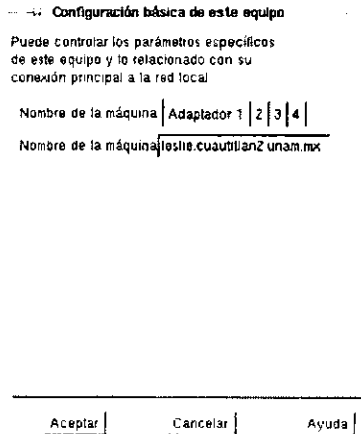 Configuración básica de este equipo
Puede controlar los parámetros específicos
de este equipo y lo relacionado con su
conexión principal a la red local
Nombre de la máquina Adaptador 1 2 3 4
Nombre de la máquina leslie.cuautitlan2.unam.mx
Aceptar Cancelar Ayuda